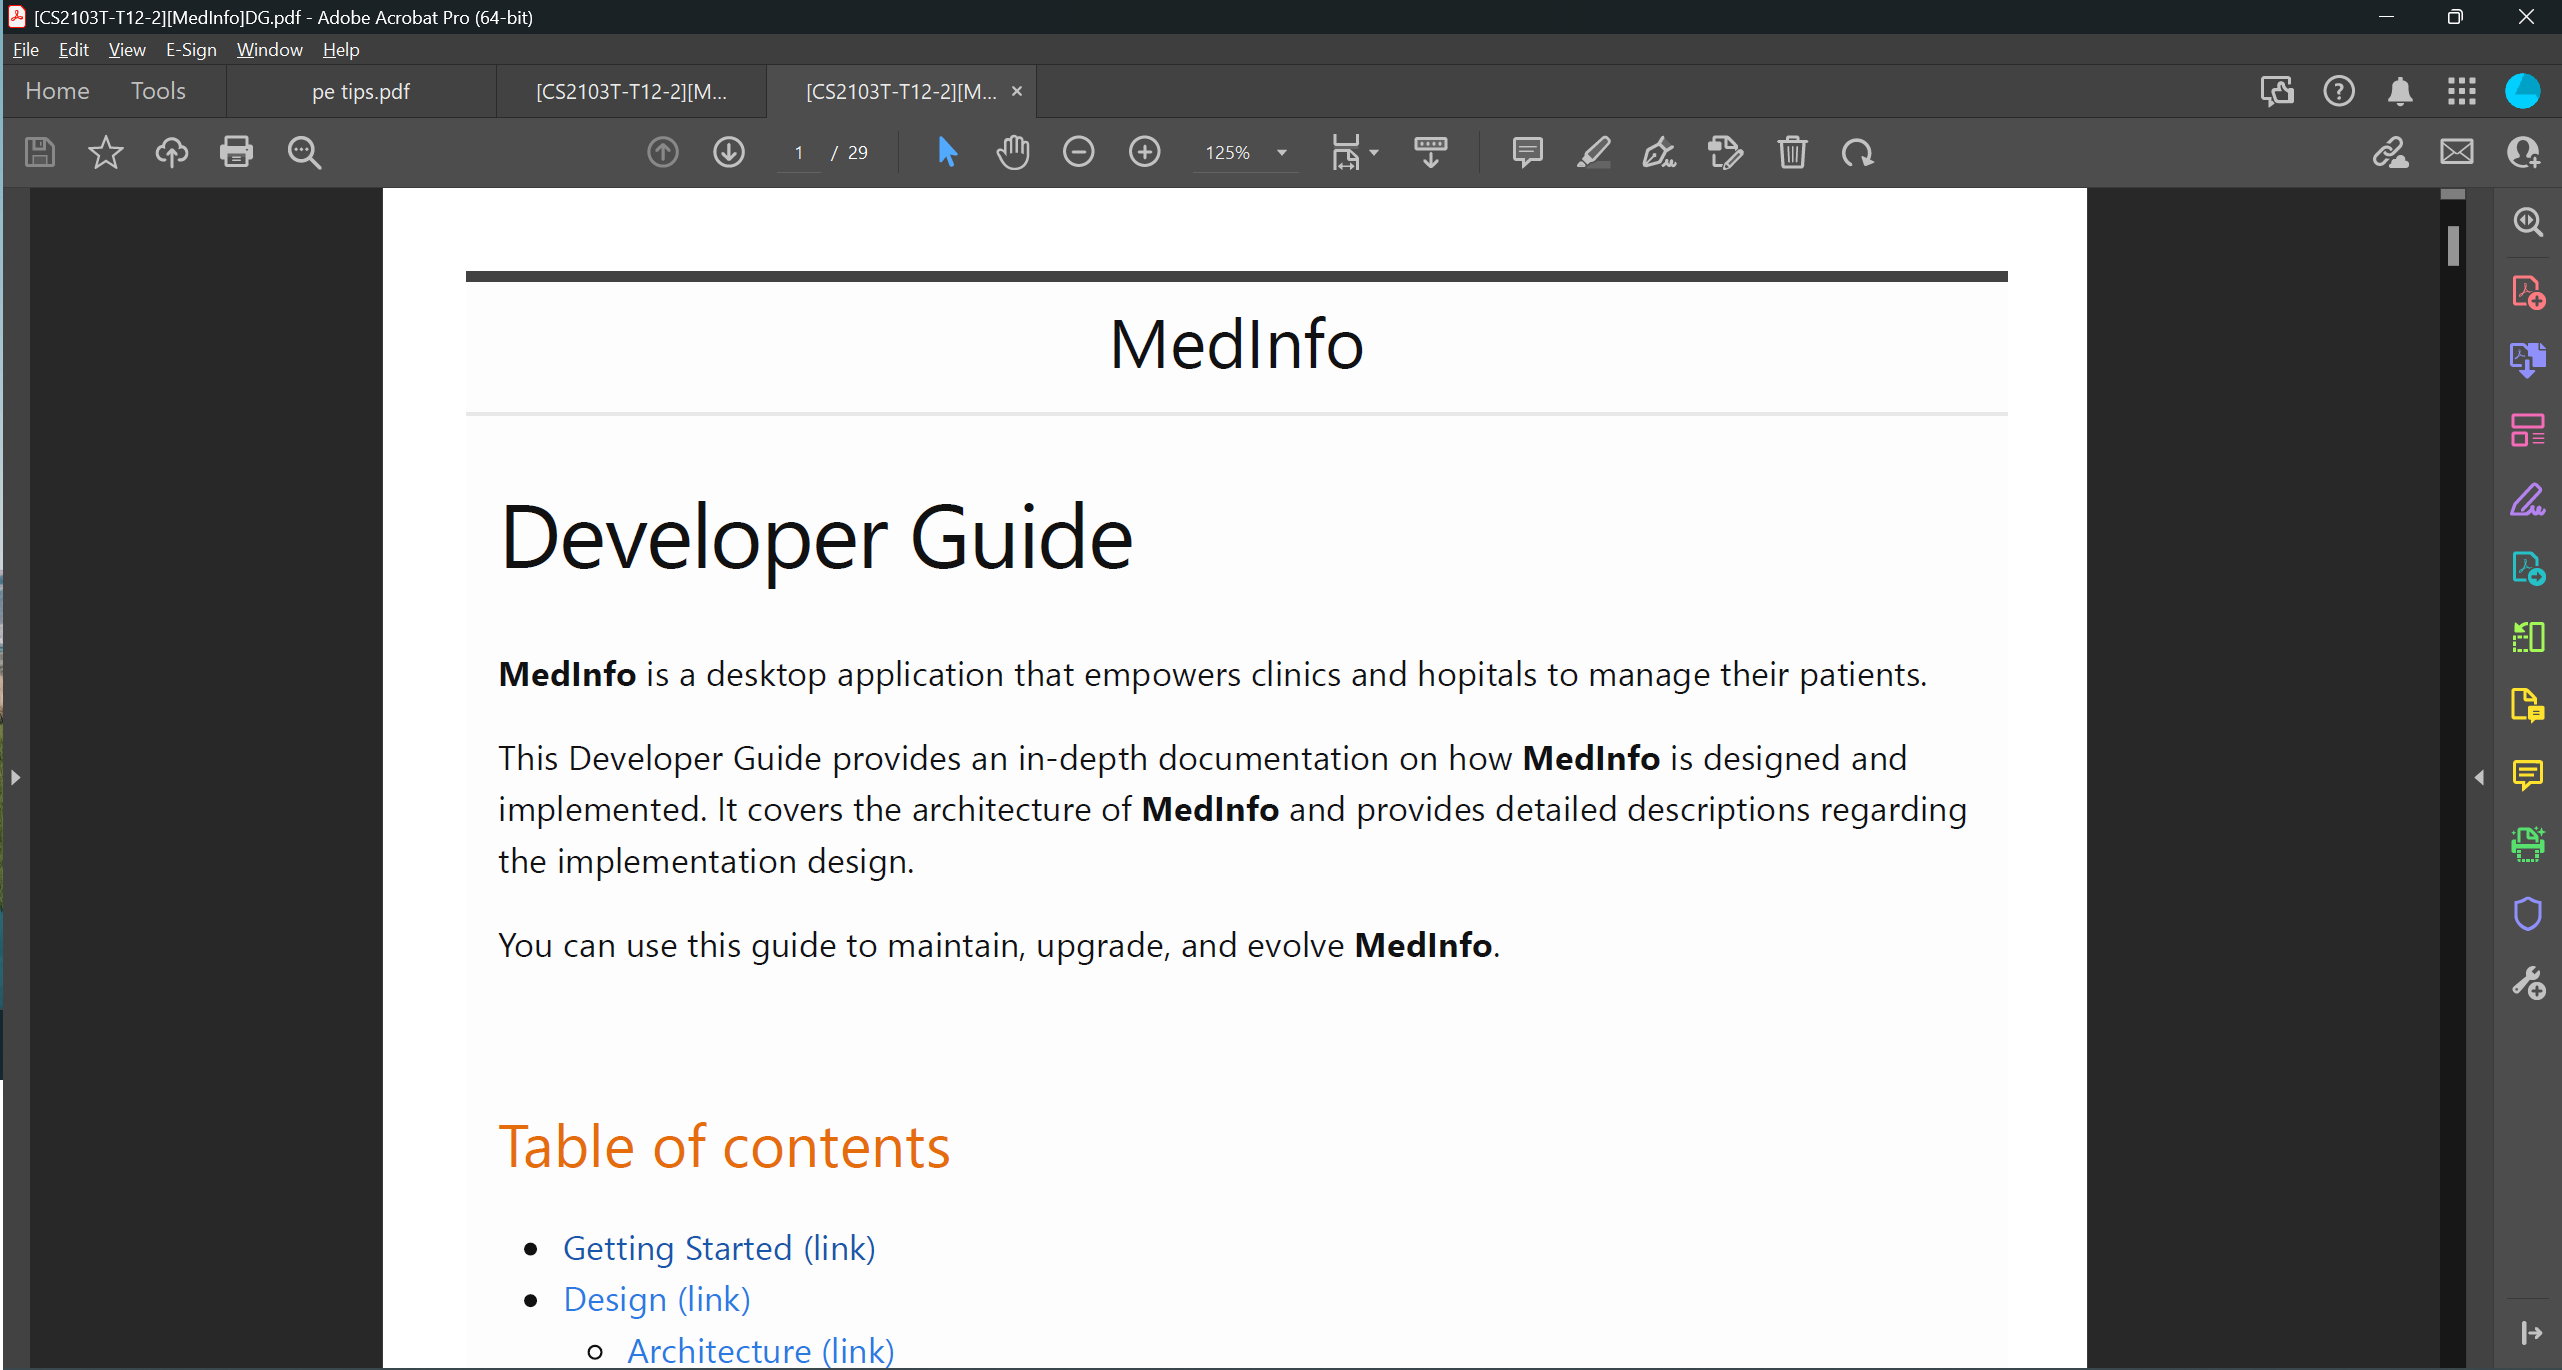 [CS2103T-T12-2][MedInfo]DG.pdf - Adobe Acrobat Pro (64-bit)
File Edit View E-Sign Window Help
Home Tools pe tips.pdf [CS2103T-T12-2][M... [CS2103T-T12-2][M...
1 / 29 125%
MedInfo
Developer Guide
MedInfo is a desktop application that empowers clinics and hopitals to manage their patients.
This Developer Guide provides an in-depth documentation on how MedInfo is designed and
implemented. It covers the architecture of MedInfo and provides detailed descriptions regarding
the implementation design.
You can use this guide to maintain, upgrade, and evolve MedInfo.
Table of contents
Getting Started (link)
Design (link)
Architecture (link)